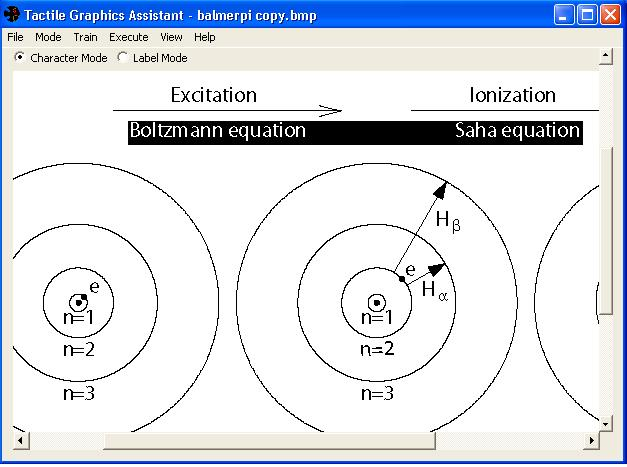 Tactile Graphics Assistant - balmerpi copy.bmp
File Mode Train Execute View Help
Character Mode Label Mode
Excitation Ionization
Boltzmann equation Saha equation
Hβ
e e
Hα
n=1 n=1
n=2 n=2
n=3 n=3